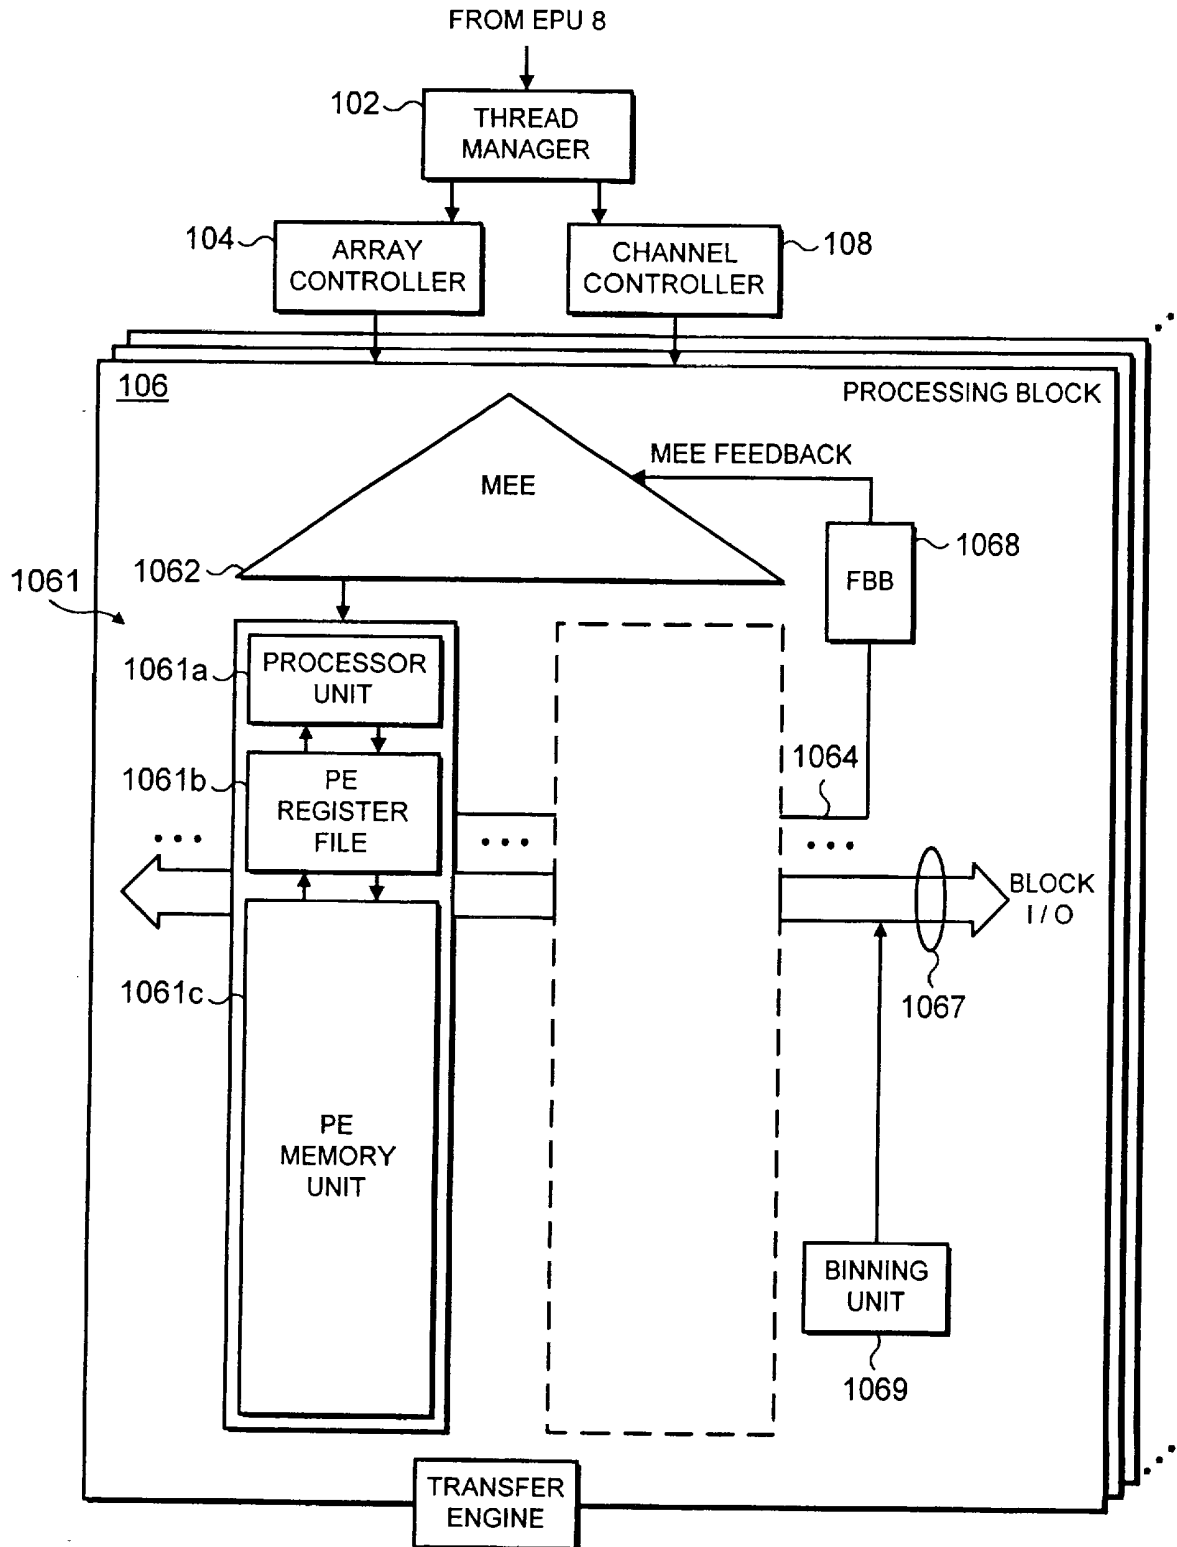 FROM EPU 8
102
THREAD
MANAGER
104
ARRAY
CONTROLLER
CHANNEL
CONTROLLER
108
106
PROCESSING BLOCK
MEE FEEDBACK
MEE
1062
1068
FBB
1061
1061a
PROCESSOR
UNIT
1061b
PE
REGISTER
FILE
1064
BLOCK
I / O
1067
1061c
PE
MEMORY
UNIT
BINNING
UNIT
1069
TRANSFER
ENGINE